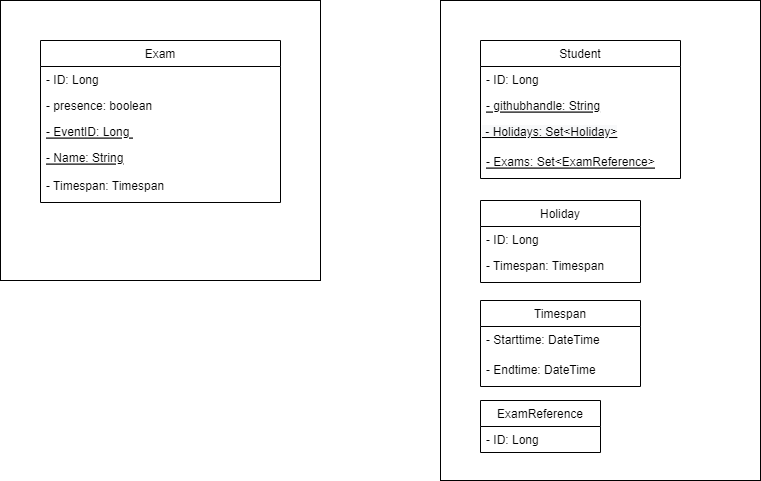 Exam
- ID: Long
- presence: boolean
- EventID: Long
- Name: String
- Timespan: Timespan
Student
- ID: Long
- githubhandle: String
- Holidays: Set<Holiday>
- Exams: Set<ExamReference>
Holiday
- ID: Long
- Timespan: Timespan
Timespan
- Starttime: DateTime
- Endtime: DateTime
ExamReference
- ID: Long